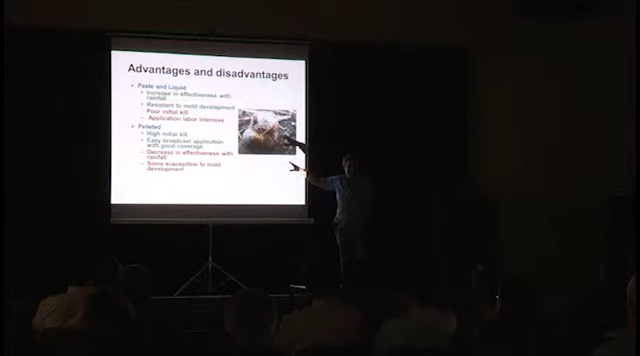 Advantages and disadvantages
Paste and Liquid
Increase in effectiveness with
rainfall
Resistant to mold development
Poor initial kill
Application labor intensive
Pelleted
High initial kill
Easy broadcast application
with good coverage
Decrease in effectiveness with
rainfall
Some susceptible to mold
development